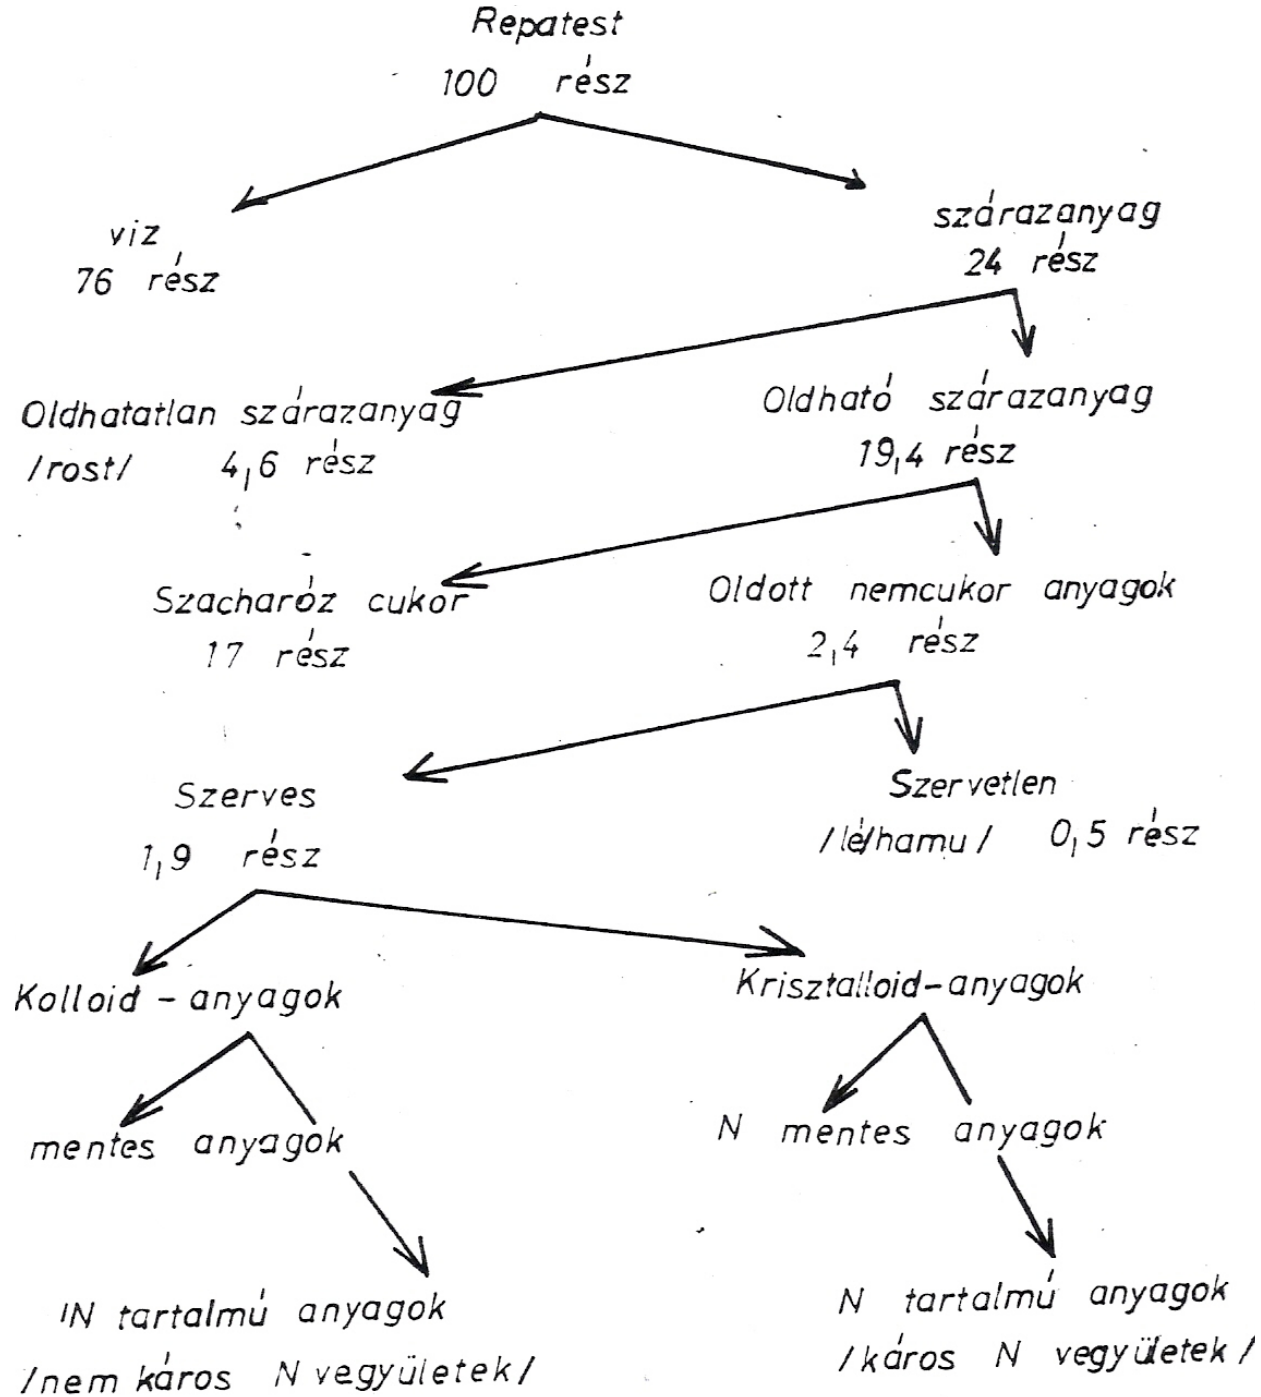 Repatest
100 rész
viz
76 rész
szárazanyag
24 rész
Oldhatatlan szárazanyag
/rost/ 4,6 rész
Oldható szárazanyag
19,4 rész
Szacharóz cukor
17 rész
Oldott nemcukor anyagok
2,4 rész
Szerves
1,9 rész
Szervetlen
/lé/hamu/ 0,5 rész
Kolloid - anyagok
Krisztalloid-anyagok
mentes anyagok
N mentes anyagok
N tartalmú anyagok
/nem káros N vegyületek/
N tartalmú anyagok
/káros N vegyületek/